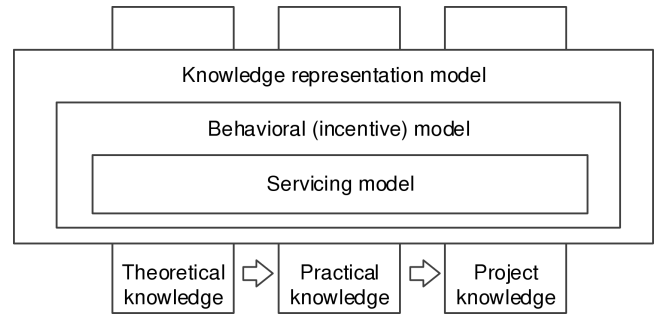 Knowledge representation model
Behavioral (incentive) model
Servicing model
Theoretical
knowledge
Practical
knowledge
Project
knowledge